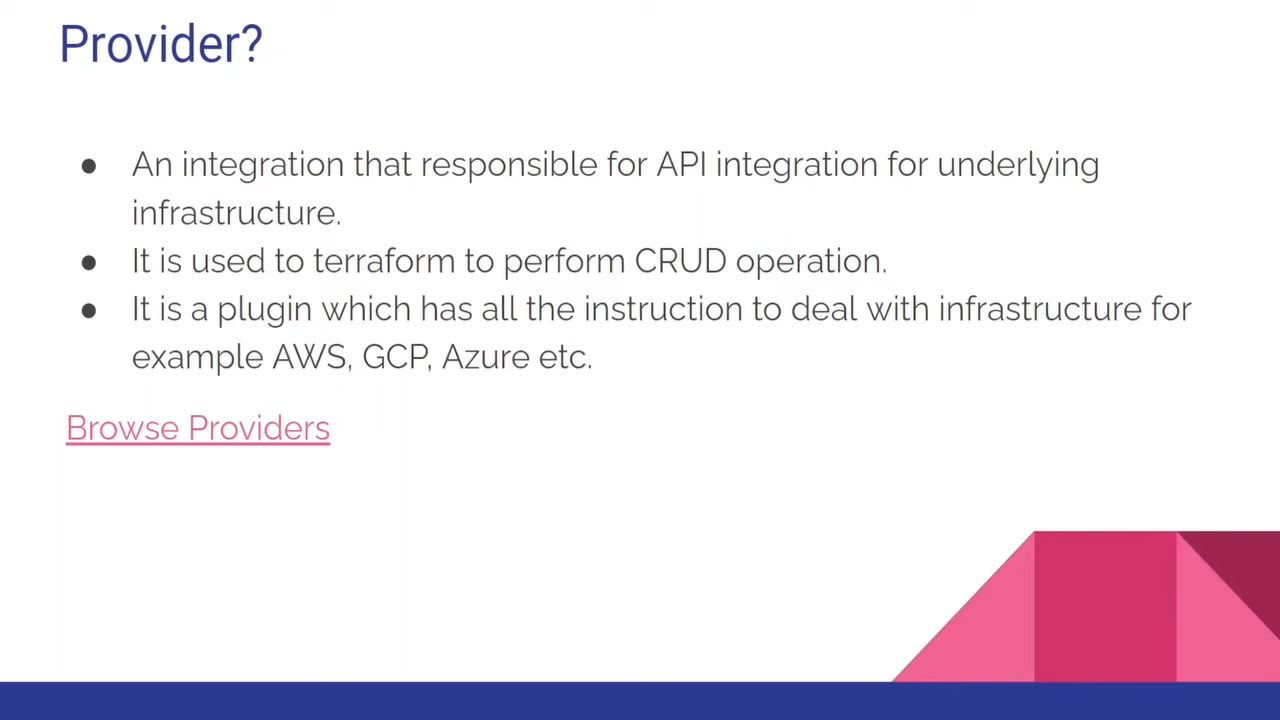 Provider?
● An integration that responsible for API integration for underlying
infrastructure.
● It is used to terraform to perform CRUD operation.
● It is a plugin which has all the instruction to deal with infrastructure for
example AWS, GCP, Azure etc.
Browse Providers